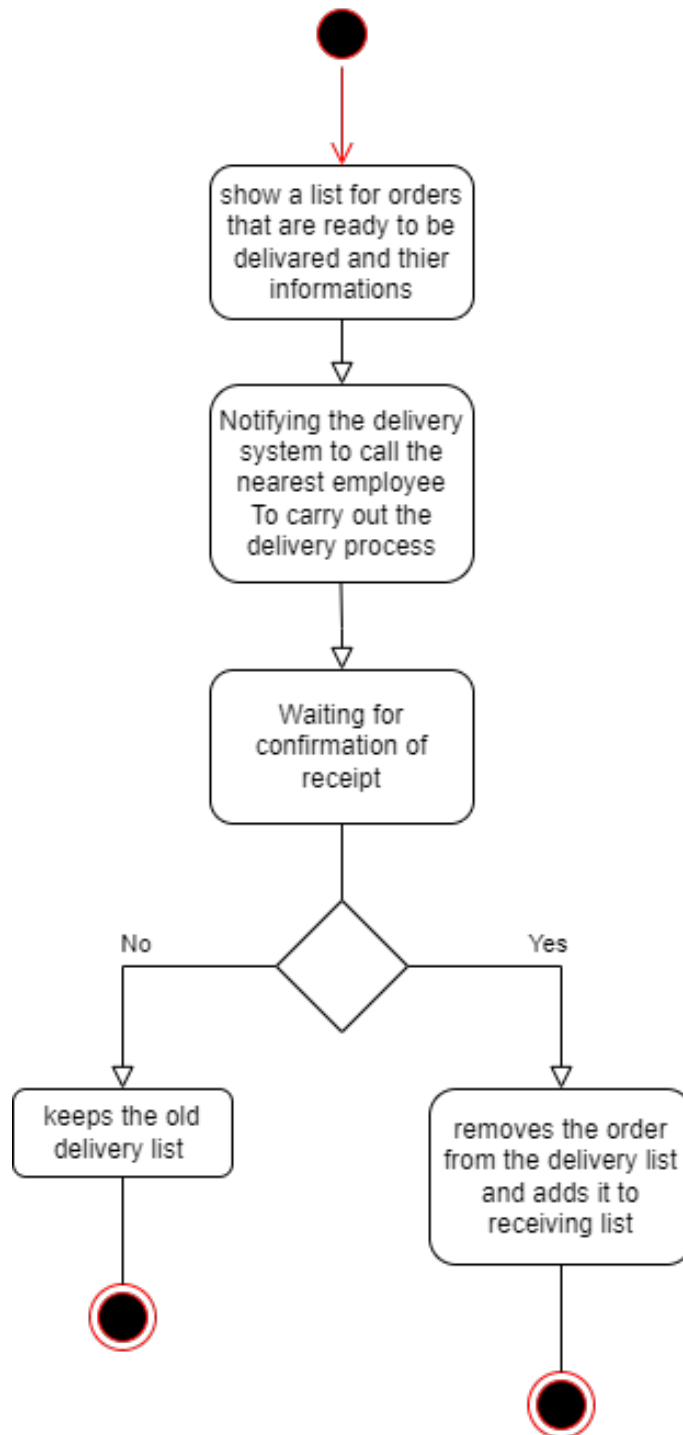 show a list for orders
that are ready to be
delivared and thier
informations
Notifying the delivery
system to call the
nearest employee
To carry out the
delivery process
Waiting for
confirmation of
receipt
No
Yes
keeps the old
delivery list
removes the order
from the delivery list
and adds it to
receiving list